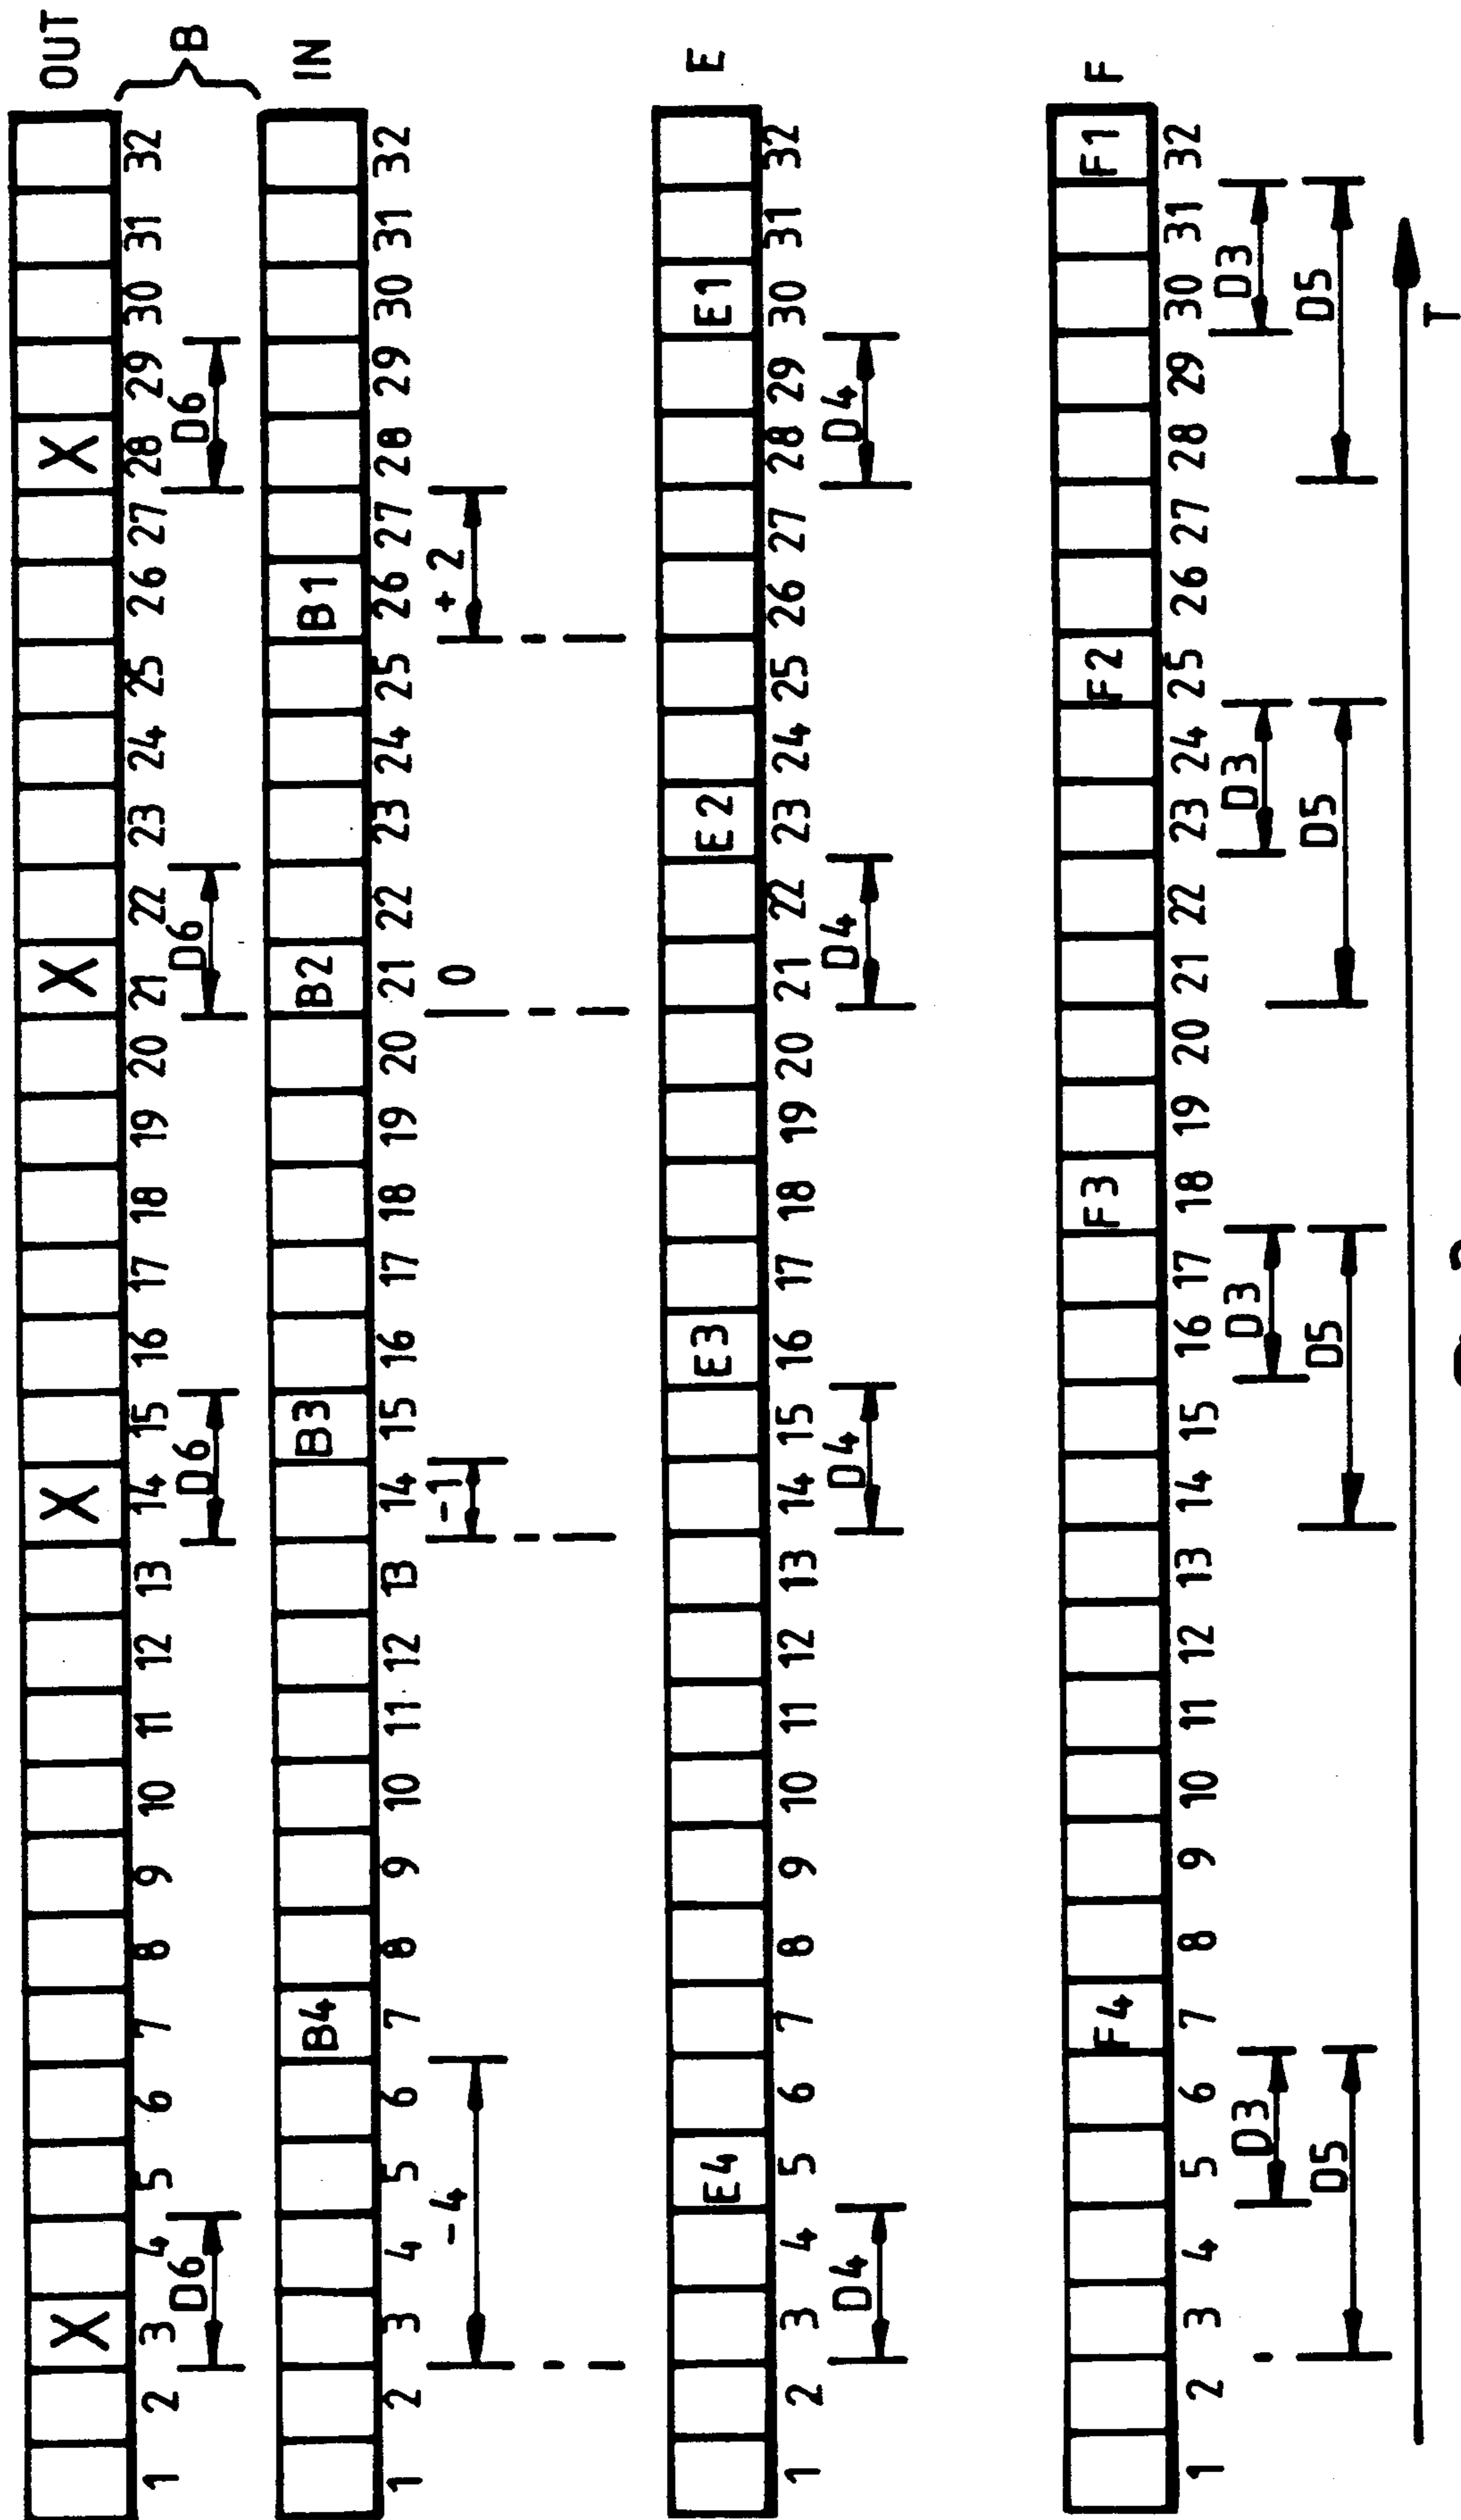 OUT
X X X X
1 2 3 4 5 6 7 8 9 10 11 12 13 14 15 16 17 18 19 20 21 22 23 24 25 26 27 28 29 30 31 32
D6 D6 D6 D6
B
IN
B4 B3 B2 B1
1 2 3 4 5 6 7 8 9 10 11 12 13 14 15 16 17 18 19 20 21 22 23 24 25 26 27 28 29 30 31 32
-4 -1 0 +2
E
E4 E3 E2 E1
1 2 3 4 5 6 7 8 9 10 11 12 13 14 15 16 17 18 19 20 21 22 23 24 25 26 27 28 29 30 31 32
D4 D4 D4 D4
F
F4 F3 F2 F1
1 2 3 4 5 6 7 8 9 10 11 12 13 14 15 16 17 18 19 20 21 22 23 24 25 26 27 28 29 30 31 32
D3 D3 D3 D3
D5 D5 D5 D5
T